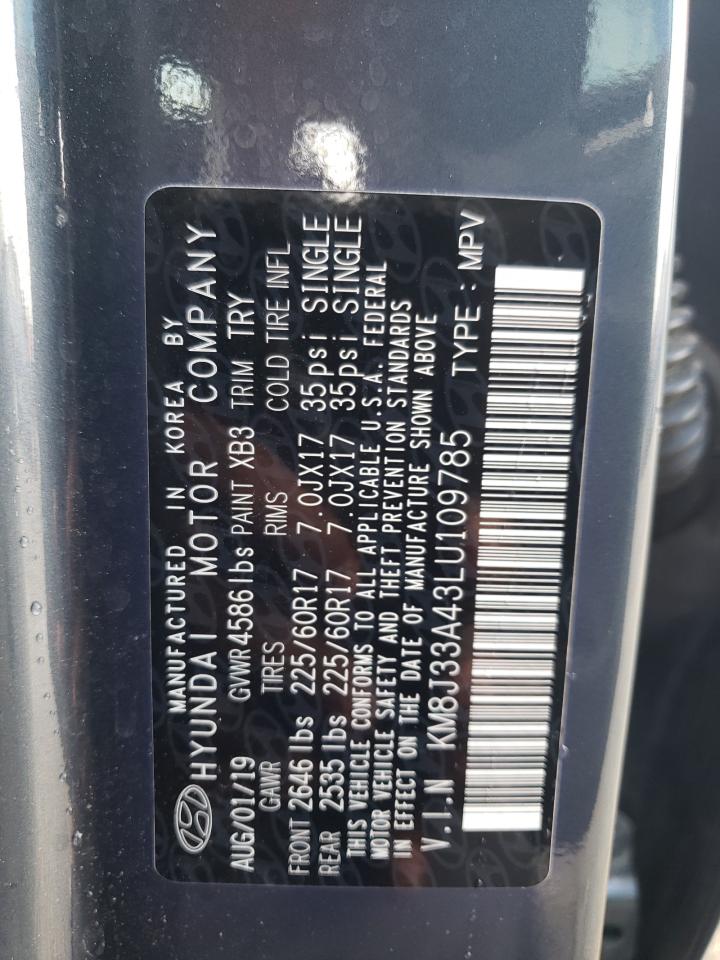 MANUFACTURED IN KOREA BY
HYUNDAI MOTOR COMPANY
AUG/01/19 GVWR 4586 lbs PAINT XB3 TRIM TRY
GAWR TIRES RIMS COLD TIRE INFL
FRONT 2646 lbs 225/60R17 7.0JX17 35psi SINGLE
REAR 2535 lbs 225/60R17 7.0JX17 35psi SINGLE
THIS VEHICLE CONFORMS TO ALL APPLICABLE U.S.A. FEDERAL
MOTOR VEHICLE SAFETY AND THEFT PREVENTION STANDARDS
IN EFFECT ON THE DATE OF MANUFACTURE SHOWN ABOVE
V.I.N KM8J33A43LU109785 TYPE : MPV